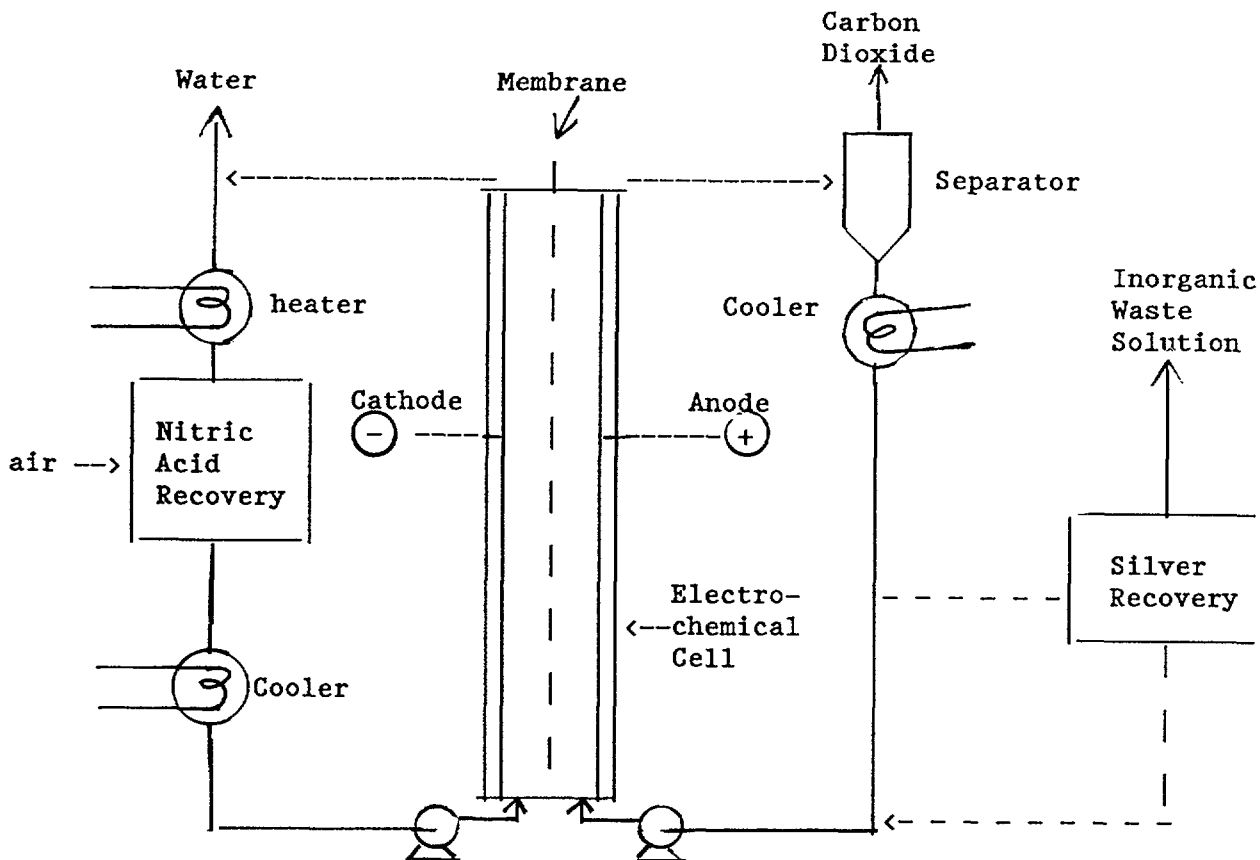 Carbon
Dioxide
Water
Membrane
Separator
heater
Cooler
Inorganic
Waste
Solution
Cathode
-
Anode
+
air -->
Nitric
Acid
Recovery
Silver
Recovery
Electro-
chemical
Cell
Cooler